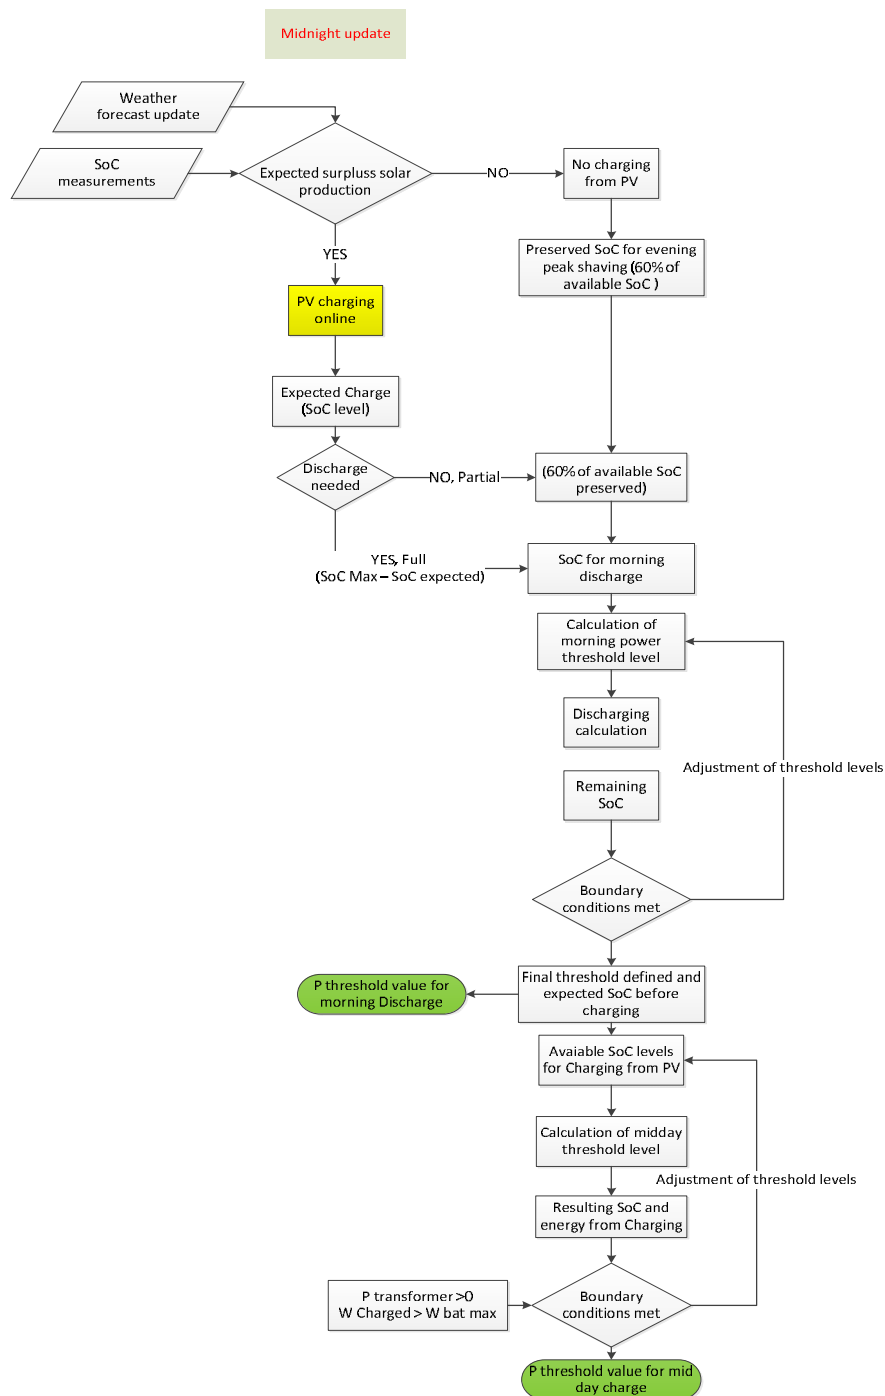 Midnight update
Weather
forecast update
SoC
measurements
Expected surpluss solar
production
NO
No charging
from PV
YES
Preserved SoC for evening
peak shaving (60% of
available SoC )
PV charging
online
Expected Charge
(SoC level)
Discharge
needed
NO, Partial
(60% of available SoC
preserved)
YES, Full
(SoC Max – SoC expected)
SoC for morning
discharge
Calculation of
morning power
threshold level
Discharging
calculation
Adjustment of threshold levels
Remaining
SoC
Boundary
conditions met
P threshold value for
morning Discharge
Final threshold defined and
expected SoC before
charging
Avaiable SoC levels
for Charging from PV
Calculation of midday
threshold level
Adjustment of threshold levels
Resulting SoC and
energy from Charging
P transformer >0
W Charged > W bat max
Boundary
conditions met
P threshold value for mid
day charge